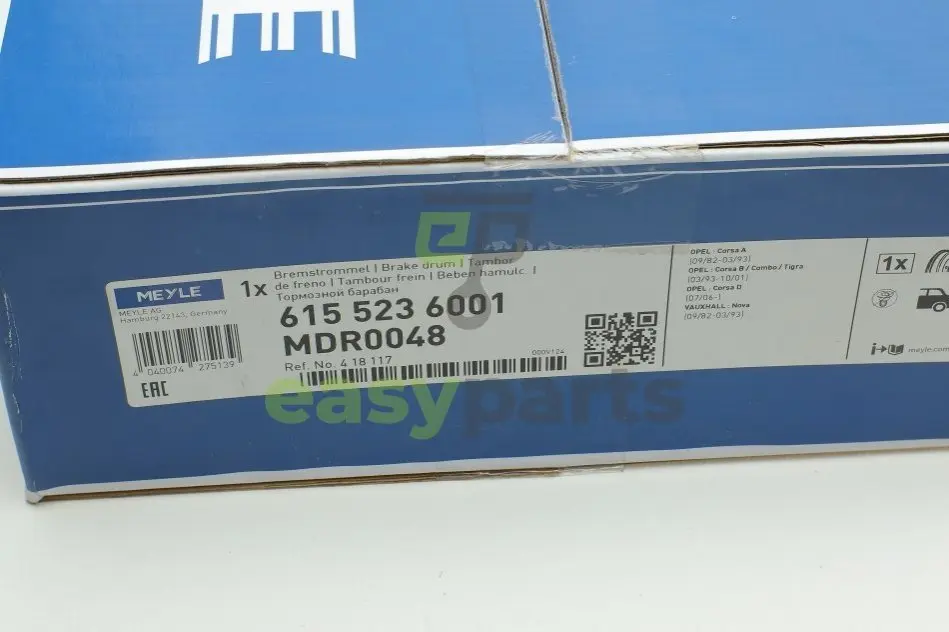 MEYLE
MEYLE AG
Hamburg 22143, Germany
4 040074 275139
EAC
1x
Bremstrommel | Brake drum | Tambor
de freno | Tambour frein | Beben hamulc. |
Тормозной барабан
615 523 6001
MDR0048
Ref. No. 4 18 117
0009124
OPEL : Corsa A
(09/82-03/93)
OPEL : Corsa B / Combo / Tigra
(03/93-10/01)
OPEL : Corsa D
(07/06-)
VAUXHALL : Nova
(09/82-03/93)
1x
meyle.com
easyparts